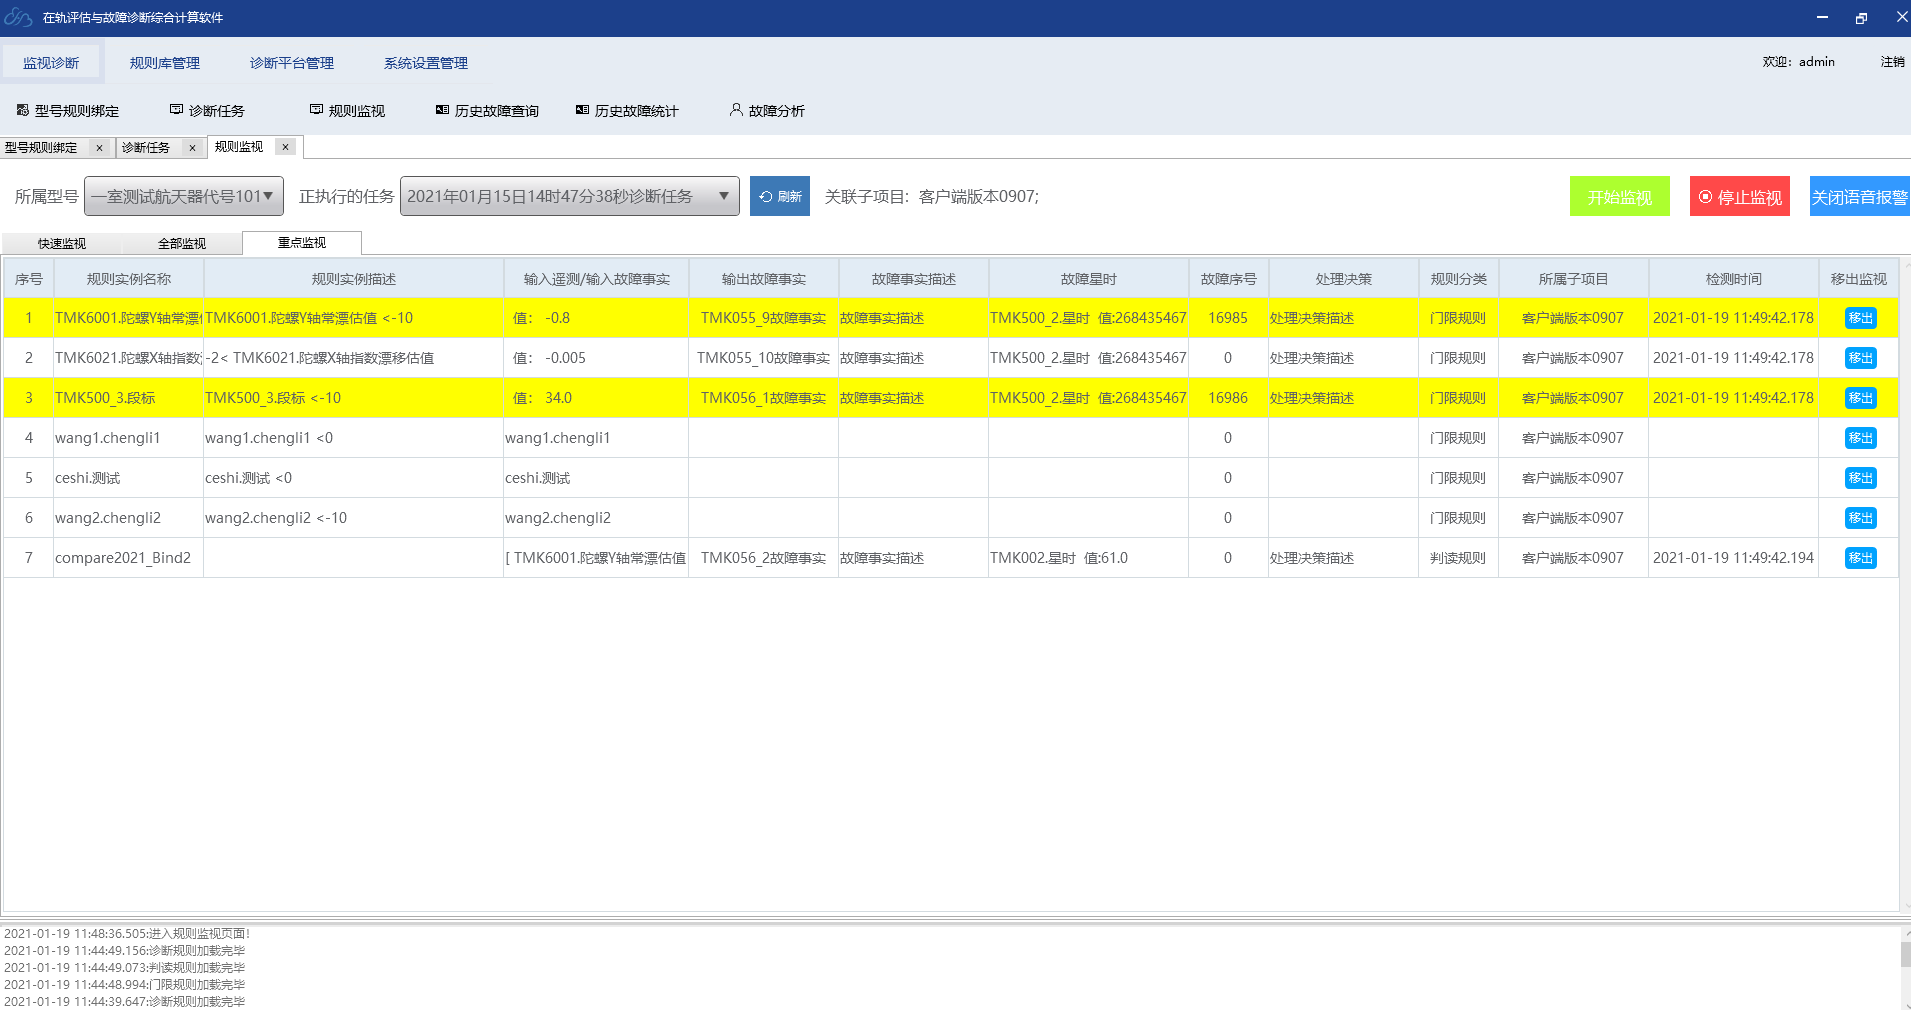 在轨评估与故障诊断综合计算软件
监视诊断 规则库管理 诊断平台管理 系统设置管理 欢迎：admin 注销
型号规则绑定 诊断任务 规则监视 历史故障查询 历史故障统计 故障分析
型号规则绑定 x 诊断任务 x 规则监视 x
所属型号 一室测试航天器代号101 正执行的任务 2021年01月15日14时47分38秒诊断任务 刷新 关联子项目：客户端版本0907; 开始监视 停止监视 关闭语音报警
快速监视 全部监视 重点监视
序号 规则实例名称 规则实例描述 输入遥测/输入故障事实 输出故障事实 故障事实描述 故障星时 故障序号 处理决策 规则分类 所属子项目 检测时间 移出监视
1 TMK6001.陀螺Y轴常漂 TMK6001.陀螺Y轴常漂估值 <-10 值： -0.8 TMK055_9故障事实 故障事实描述 TMK500_2.星时 值:268435467 16985 处理决策描述 门限规则 客户端版本0907 2021-01-19 11:49:42.178 移出
2 TMK6021.陀螺X轴指数 -2< TMK6021.陀螺X轴指数漂移估值 值： -0.005 TMK055_10故障事实 故障事实描述 TMK500_2.星时 值:268435467 0 处理决策描述 门限规则 客户端版本0907 2021-01-19 11:49:42.178 移出
3 TMK500_3.段标 TMK500_3.段标 <-10 值： 34.0 TMK056_1故障事实 故障事实描述 TMK500_2.星时 值:268435467 16986 处理决策描述 门限规则 客户端版本0907 2021-01-19 11:49:42.178 移出
4 wang1.chengli1 wang1.chengli1 <0 wang1.chengli1 0 门限规则 客户端版本0907 移出
5 ceshi.测试 ceshi.测试 <0 ceshi.测试 0 门限规则 客户端版本0907 移出
6 wang2.chengli2 wang2.chengli2 <-10 wang2.chengli2 0 门限规则 客户端版本0907 移出
7 compare2021_Bind2 [ TMK6001.陀螺Y轴常漂估值 TMK056_2故障事实 故障事实描述 TMK002.星时 值:61.0 0 处理决策描述 判读规则 客户端版本0907 2021-01-19 11:49:42.194 移出
2021-01-19 11:48:36.505:进入规则监视页面!
2021-01-19 11:44:49.156:诊断规则加载完毕
2021-01-19 11:44:49.073:判读规则加载完毕
2021-01-19 11:44:48.994:门限规则加载完毕
2021-01-19 11:44:39.647:诊断规则加载完毕